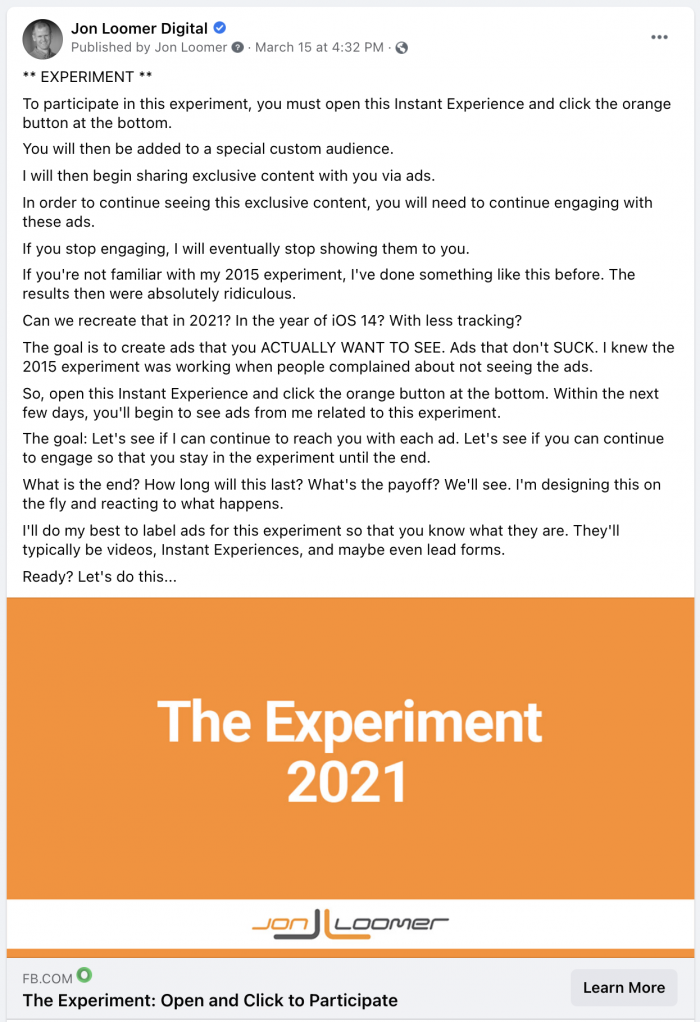 Jon Loomer Digital
Published by Jon Loomer · March 15 at 4:32 PM ·
** EXPERIMENT **
To participate in this experiment, you must open this Instant Experience and click the orange
button at the bottom.
You will then be added to a special custom audience.
I will then begin sharing exclusive content with you via ads.
In order to continue seeing this exclusive content, you will need to continue engaging with
these ads.
If you stop engaging, I will eventually stop showing them to you.
If you're not familiar with my 2015 experiment, I've done something like this before. The
results then were absolutely ridiculous.
Can we recreate that in 2021? In the year of iOS 14? With less tracking?
The goal is to create ads that you ACTUALLY WANT TO SEE. Ads that don't SUCK. I knew the
2015 experiment was working when people complained about not seeing the ads.
So, open this Instant Experience and click the orange button at the bottom. Within the next
few days, you'll begin to see ads from me related to this experiment.
The goal: Let's see if I can continue to reach you with each ad. Let's see if you can continue
to engage so that you stay in the experiment until the end.
What is the end? How long will this last? What's the payoff? We'll see. I'm designing this on
the fly and reacting to what happens.
I'll do my best to label ads for this experiment so that you know what they are. They'll
typically be videos, Instant Experiences, and maybe even lead forms.
Ready? Let's do this...
The Experiment
2021
JON LOOMER
FB.COM
The Experiment: Open and Click to Participate
Learn More